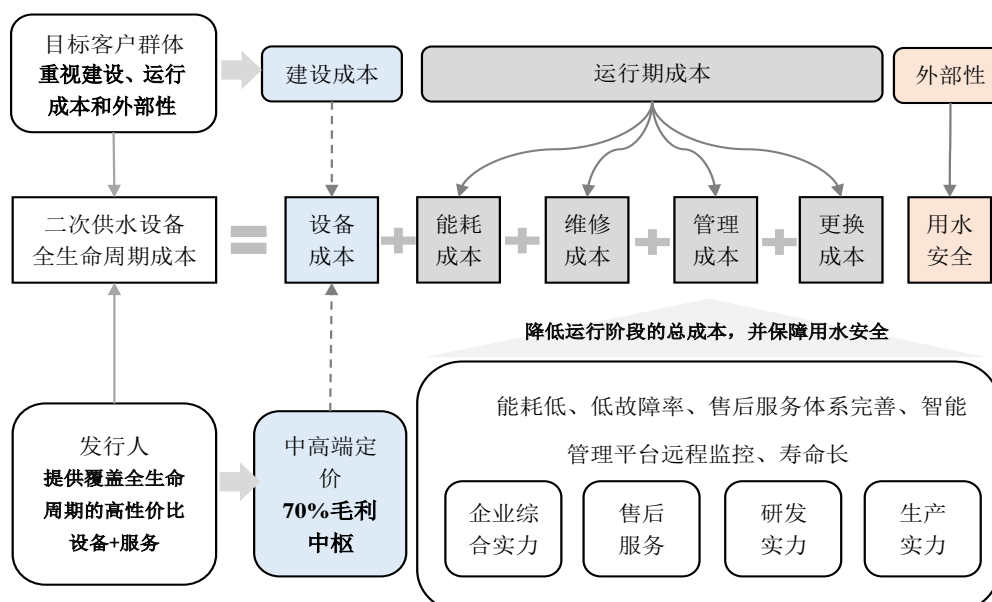 目标客户群体
重视建设、运行
成本和外部性
建设成本
运行期成本
外部性
二次供水设备
全生命周期成本
=
设备
成本
+
能耗
成本
+
维修
成本
+
管理
成本
+
更换
成本
用水
安全
降低运行阶段的总成本，并保障用水安全
发行人
提供覆盖全生命
周期的高性价比
设备+服务
中高端定
价
70%毛利
中枢
能耗低、低故障率、售后服务体系完善、智能
管理平台远程监控、寿命长
企业综
合实力
售后
服务
研发
实力
生产
实力